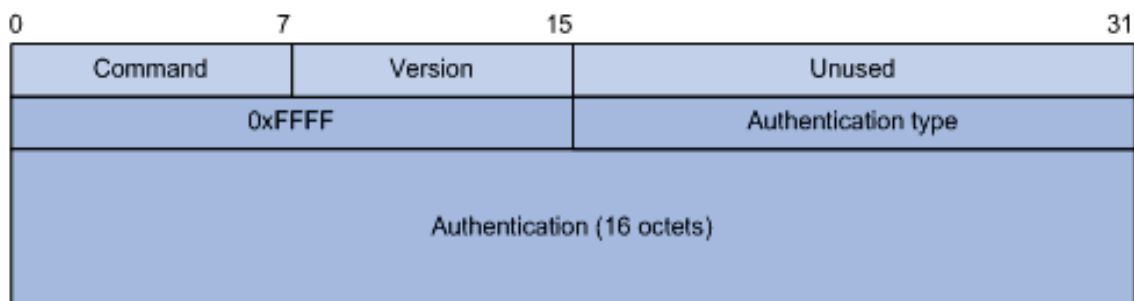 0 7 15 31
Command Version Unused
0xFFFF Authentication type
Authentication (16 octets)